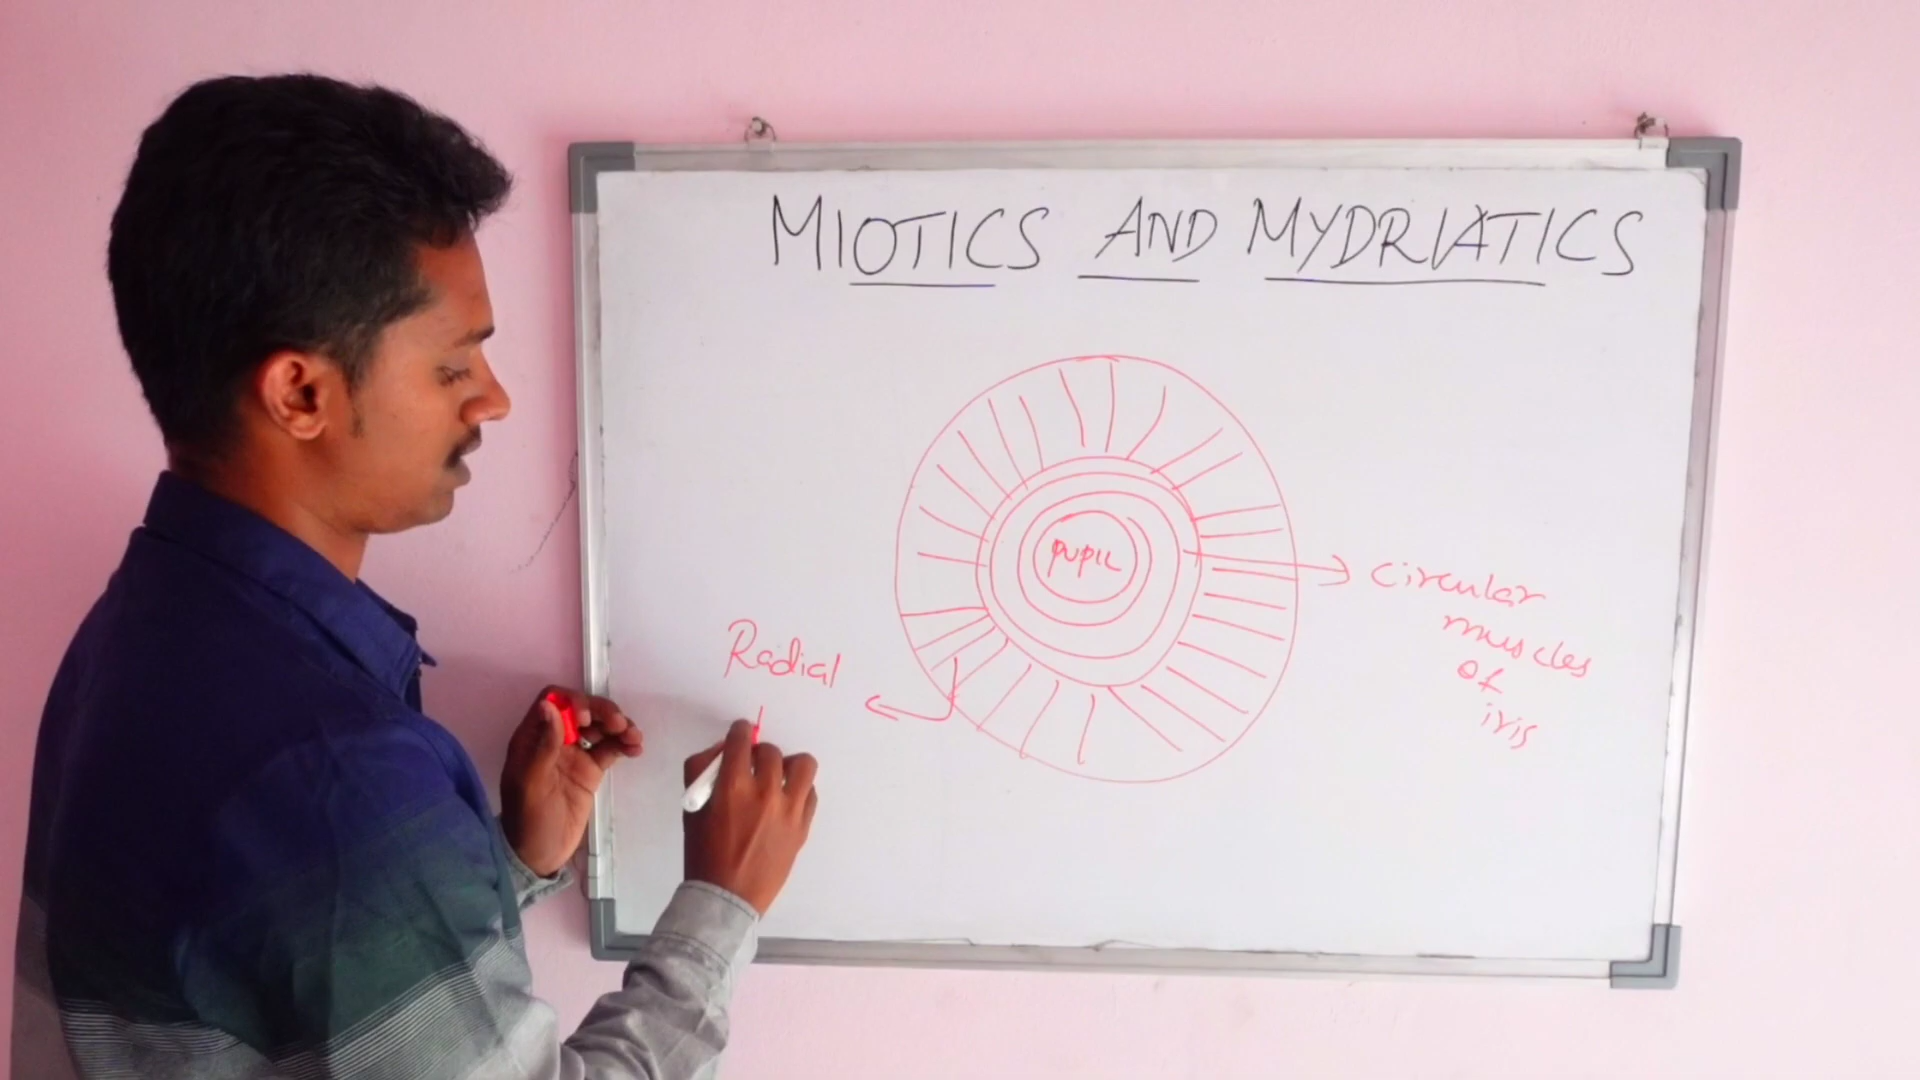 MIOTICS AND MYDRIATICS
pupil
Circular
muscles
of
iris
Radial